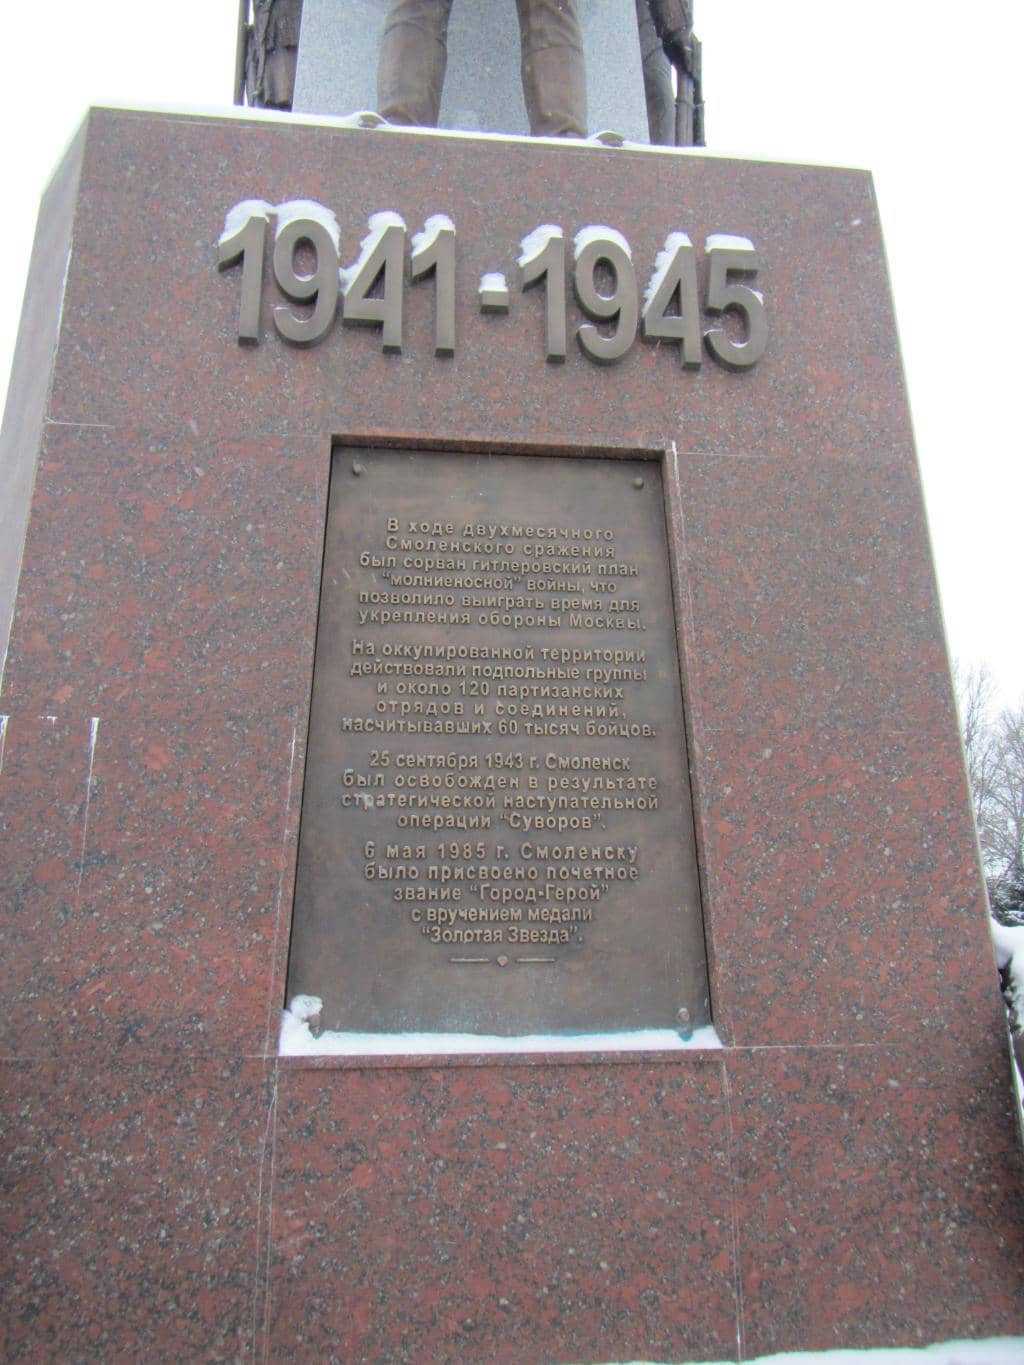 1941-1945
В ходе двухмесячного
Смоленского сражения
был сорван гитлеровский план
"молниеносной" войны, что
позволило выиграть время для
укрепления обороны Москвы.
На оккупированной территории
действовали подпольные группы
и около 120 партизанских
отрядов и соединений,
насчитывавших 60 тысяч бойцов.
25 сентября 1943 г. Смоленск
был освобожден в результате
стратегической наступательной
операции "Суворов".
6 мая 1985 г. Смоленску
было присвоено почетное
звание "Город-Герой"
с вручением медали
"Золотая Звезда".